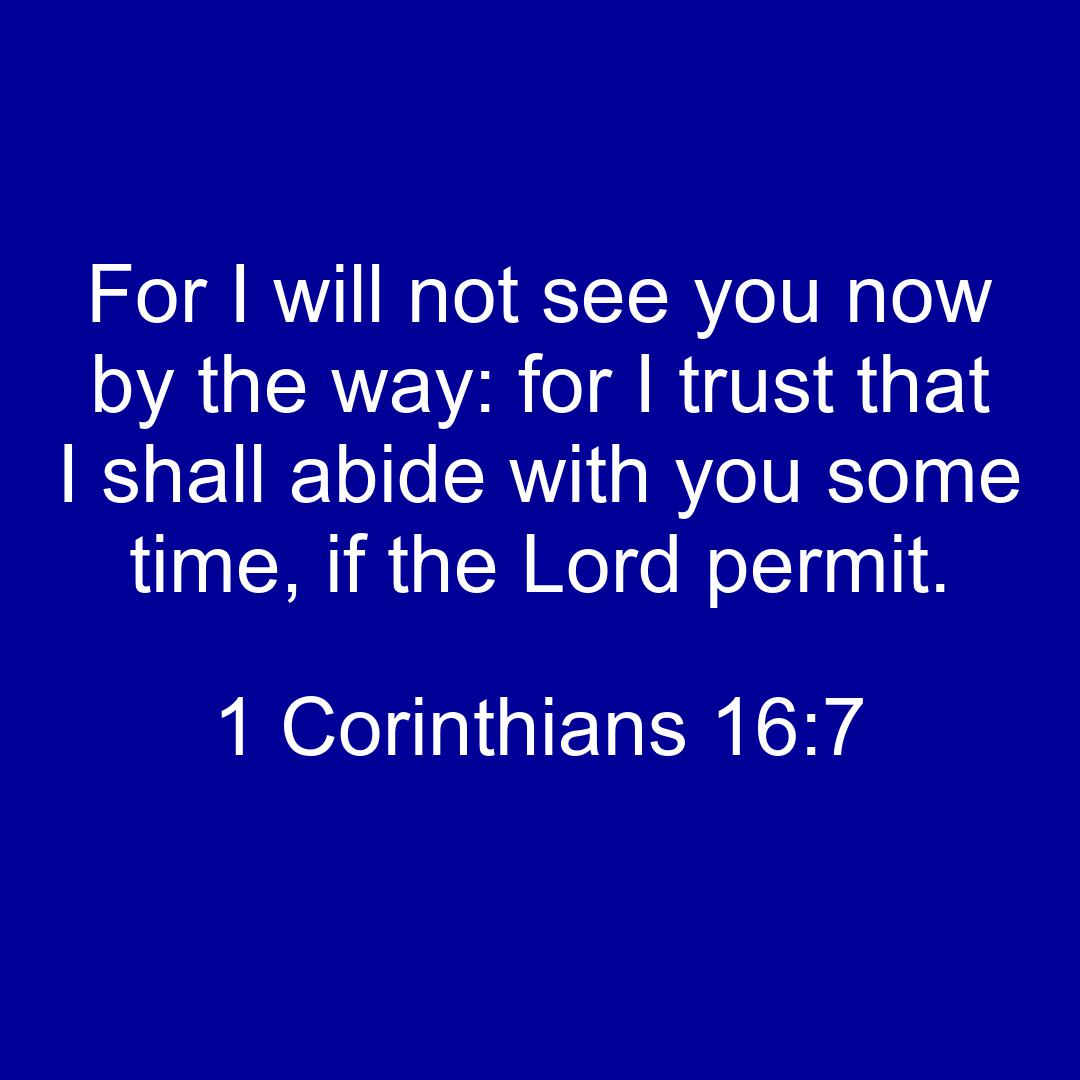 For I will not see you now
by the way: for I trust that
I shall abide with you some
time, if the Lord permit.
1 Corinthians 16:7